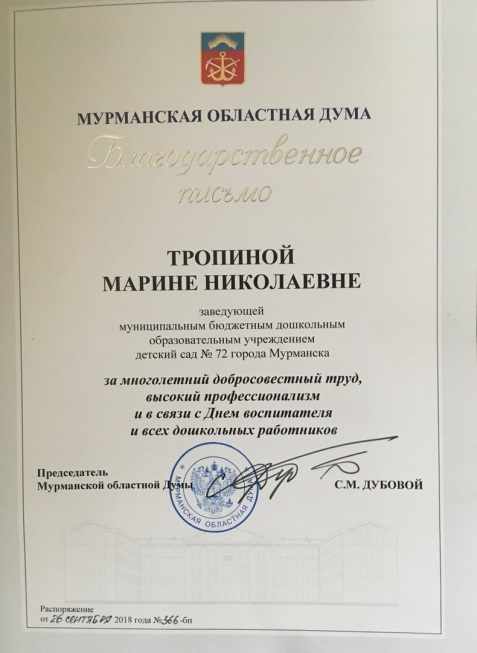 МУРМАНСКАЯ ОБЛАСТНАЯ ДУМА
Благодарственное
письмо
ТРОПИНОЙ
МАРИНЕ НИКОЛАЕВНЕ
заведующей
муниципальным бюджетным дошкольным
образовательным учреждением
детский сад № 72 города Мурманска
за многолетний добросовестный труд,
высокий профессионализм
и в связи с Днем воспитателя
и всех дошкольных работников
Председатель
Мурманской областной Думы
С.М. ДУБОВОЙ
МУРМАНСКАЯ ОБЛАСТНАЯ ДУМА
Распоряжение
от 26 СЕНТЯБРЯ 2018 года №366-бп